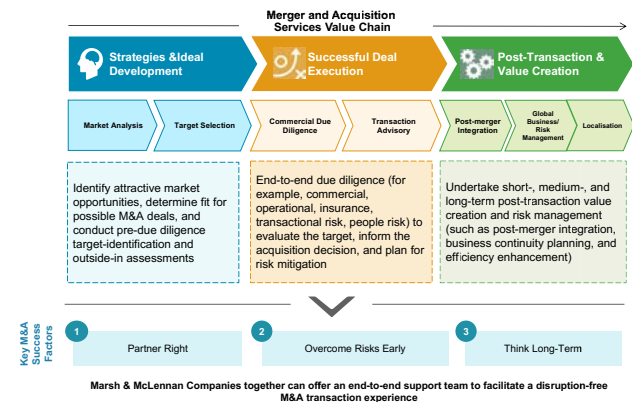 Merger and Acquisition
Services Value Chain
Strategies &Ideal
Development
Successful Deal
Execution
Post-Transaction &
Value Creation
Market Analysis
Target Selection
Commercial Due
Diligence
Transaction
Advisory
Post-merger
Integration
Global
Business/
Risk
Management
Localisation
Identify attractive market
opportunities, determine fit for
possible M&A deals, and
conduct pre-due diligence
target-identification and
outside-in assessments
End-to-end due diligence (for
example, commercial,
operational, insurance,
transactional risk, people risk) to
evaluate the target, inform the
acquisition decision, and plan for
risk mitigation
Undertake short-, medium-, and
long-term post-transaction value
creation and risk management
(such as post-merger integration,
business continuity planning, and
efficiency enhancement)
Key M&A
Success
Factors
1
Partner Right
2
Overcome Risks Early
3
Think Long-Term
Marsh & McLennan Companies together can offer an end-to-end support team to facilitate a disruption-free
M&A transaction experience